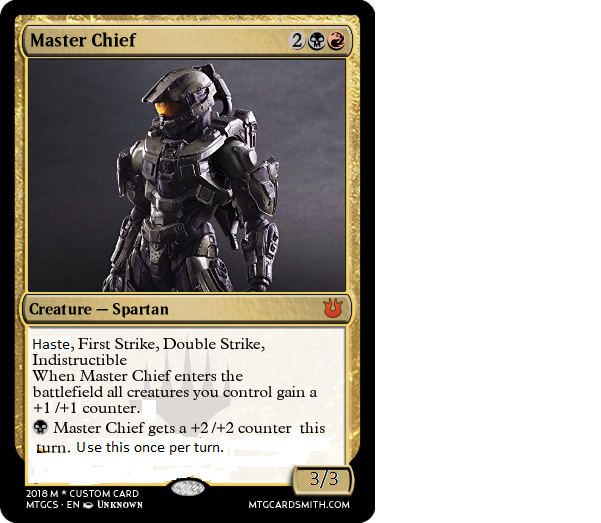 Master Chief 2
Creature — Spartan
Haste, First Strike, Double Strike,
Indistructible
When Master Chief enters the
battlefield all creatures you control gain a
+1 /+1 counter.
Master Chief gets a +2 /+2 counter this
turn. Use this once per turn.
3/3
2018 M * CUSTOM CARD
MTGCS · EN Unknown
MTGCARDSMITH.COM